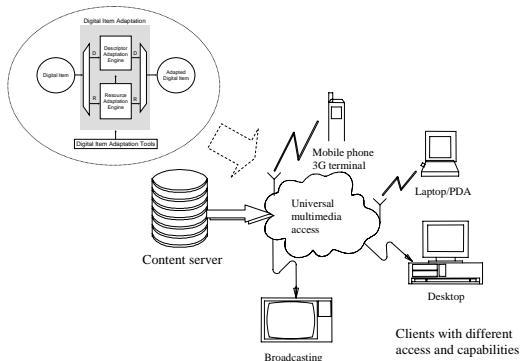 Digital Item Adaptation
D
Descriptor
Adaptation
Engine
D
Digital Item
Adapted
Digital Item
R
Resource
Adaptation
Engine
R
Digital Item Adaptation Tools
Mobile phone
3G terminal
Laptop/PDA
Universal
multimedia
access
Content server
Desktop
Broadcasting
Clients with different
access and capabilities